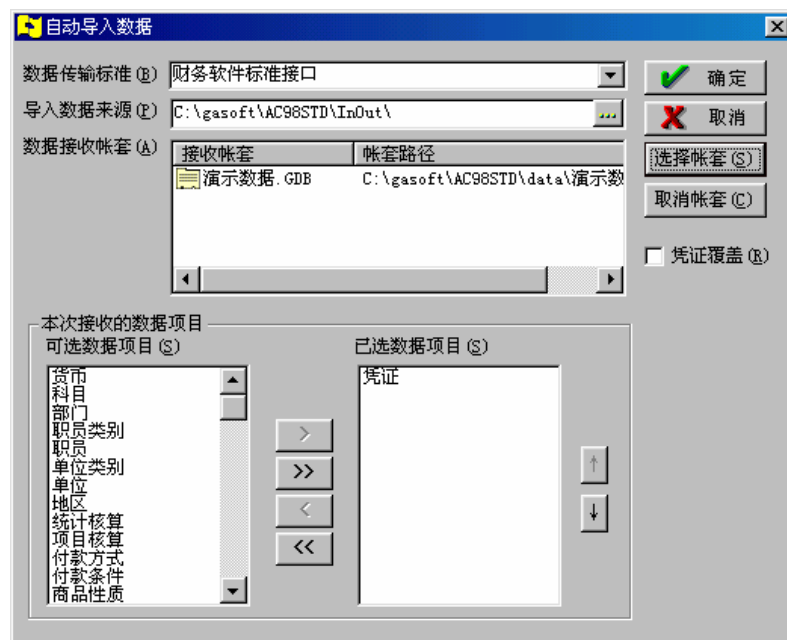 自动导入数据
数据传输标准(B) 财务软件标准接口 确定
导入数据来源(P) C:\gasoft\AC98STD\InOut\ ... 取消
数据接收帐套(A) 接收帐套 帐套路径 选择帐套(S)
演示数据.GDB C:\gasoft\AC98STD\data\演示数
取消帐套(C)
凭证覆盖(R)
本次接收的数据项目
可选数据项目(S) 已选数据项目(S)
货币 凭证
科目
部门
职员类别
职员
单位类别
单位
地区
统计核算
项目核算
付款方式
付款条件
商品性质
>
>>
<
<<